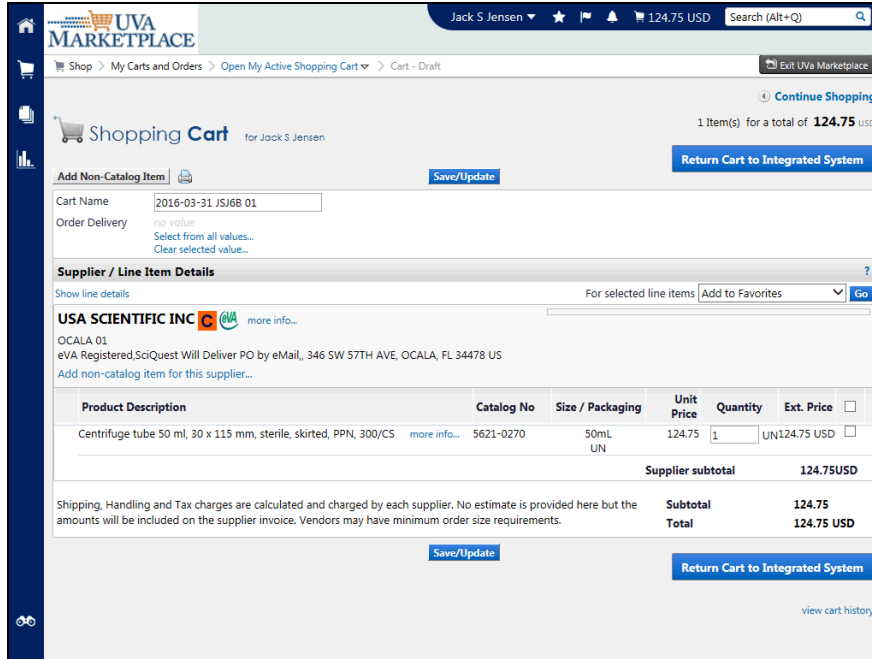 UVA
MARKETPLACE
Jack S Jensen
124.75 USD
Search (Alt+Q)
Shop > My Carts and Orders > Open My Active Shopping Cart > Cart - Draft
Exit UVa Marketplace
Continue Shopping
Shopping Cart for Jack S Jensen
1 Item(s) for a total of 124.75 USD
Return Cart to Integrated System
Add Non-Catalog Item
Save/Update
Cart Name 2016-03-31 JSJ6B 01
Order Delivery no value
Select from all values...
Clear selected value...
Supplier / Line Item Details ?
Show line details
For selected line items Add to Favorites Go
USA SCIENTIFIC INC C eVA more info...
OCALA 01
eVA Registered,SciQuest Will Deliver PO by eMail,, 346 SW 57TH AVE, OCALA, FL 34478 US
Add non-catalog item for this supplier...
Product Description Catalog No Size / Packaging Unit Price Quantity Ext. Price
Centrifuge tube 50 ml, 30 x 115 mm, sterile, skirted, PPN, 300/CS more info... 5621-0270 50mL 124.75 1 UN 124.75 USD
UN
Supplier subtotal 124.75USD
Shipping, Handling and Tax charges are calculated and charged by each supplier. No estimate is provided here but the
amounts will be included on the supplier invoice. Vendors may have minimum order size requirements.
Subtotal 124.75
Total 124.75 USD
Save/Update
Return Cart to Integrated System
view cart history